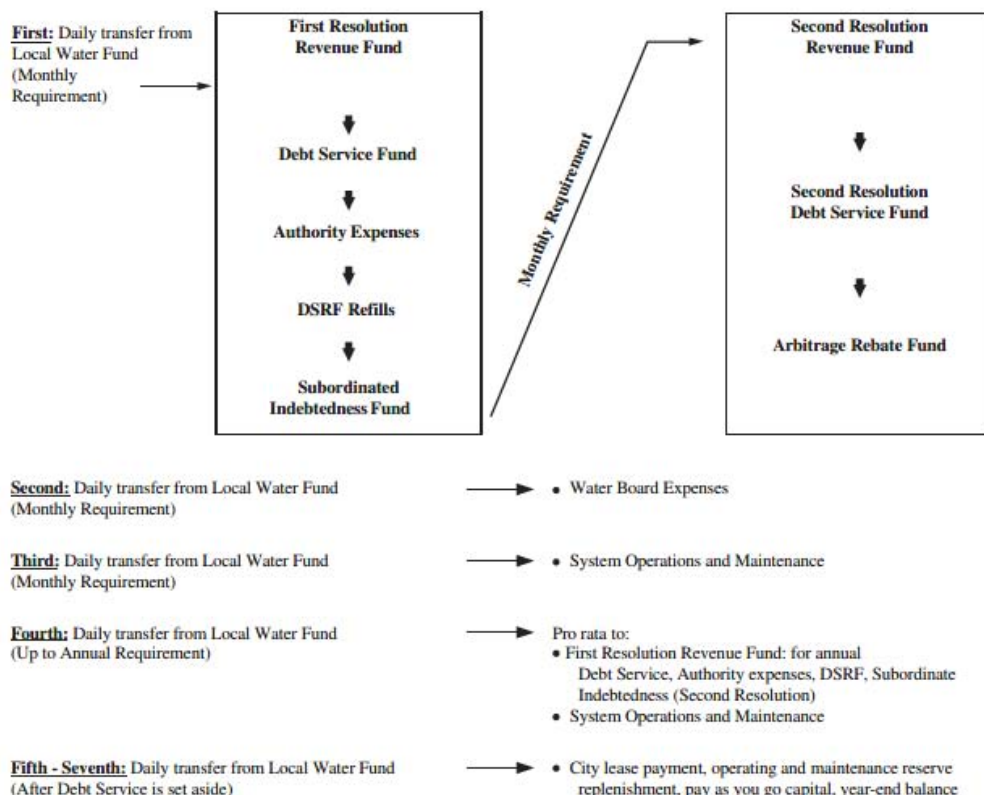 First: Daily transfer from
Local Water Fund
(Monthly
Requirement)
First Resolution
Revenue Fund
Debt Service Fund
Authority Expenses
DSRF Refills
Subordinated
Indebtedness Fund
Monthly Requirement
Second Resolution
Revenue Fund
Second Resolution
Debt Service Fund
Arbitrage Rebate Fund
Second: Daily transfer from Local Water Fund
(Monthly Requirement)
• Water Board Expenses
Third: Daily transfer from Local Water Fund
(Monthly Requirement)
• System Operations and Maintenance
Fourth: Daily transfer from Local Water Fund
(Up to Annual Requirement)
Pro rata to:
• First Resolution Revenue Fund: for annual
Debt Service, Authority expenses, DSRF, Subordinate
Indebtedness (Second Resolution)
• System Operations and Maintenance
Fifth - Seventh: Daily transfer from Local Water Fund
(After Debt Service is set aside)
• City lease payment, operating and maintenance reserve
replenishment, pay as you go capital, year-end balance